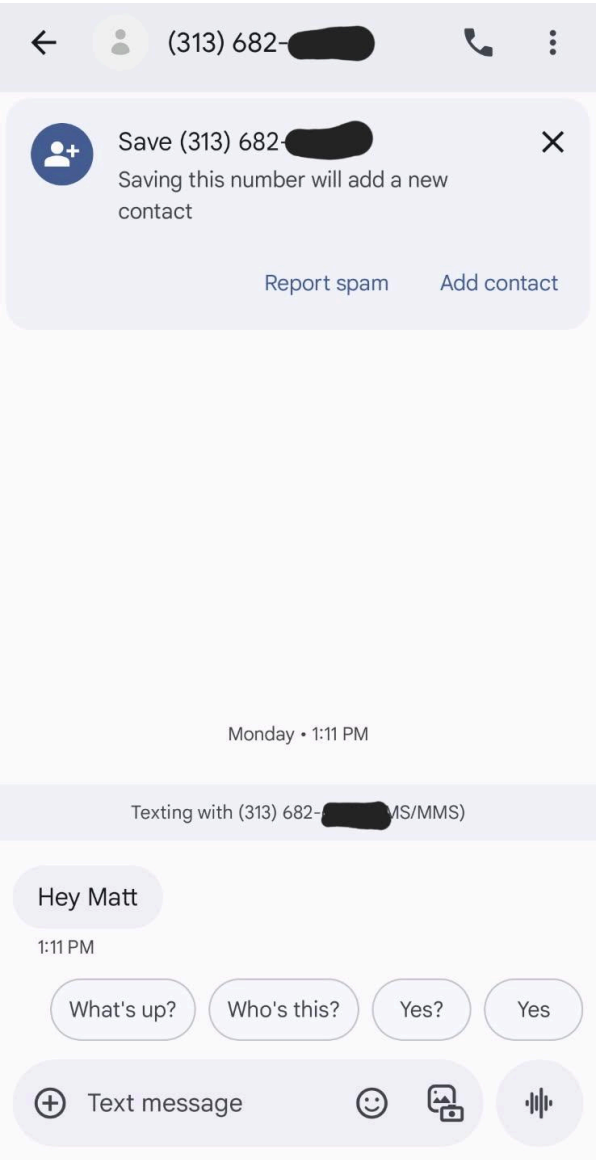 (313) 682-
Save (313) 682-
Saving this number will add a new
contact
Report spam Add contact
Monday • 1:11 PM
Texting with (313) 682- MS/MMS)
Hey Matt
1:11 PM
What's up? Who's this? Yes? Yes
Text message